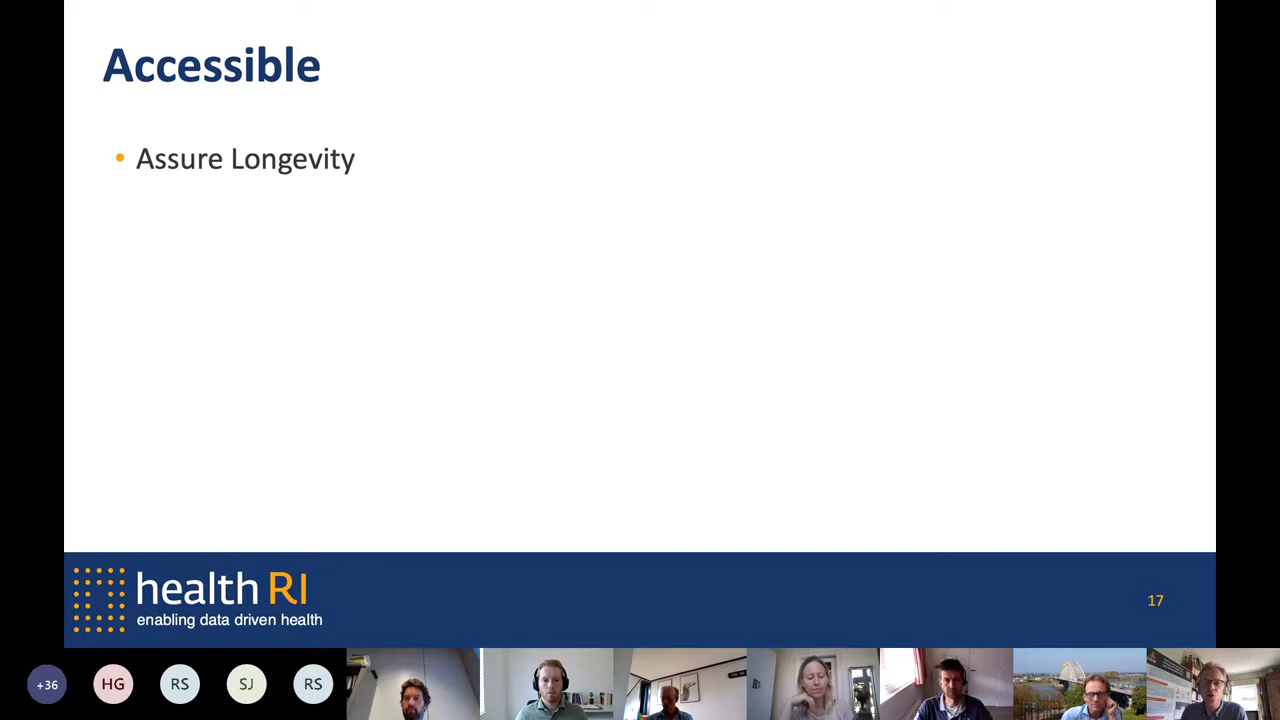 Accessible
• Assure Longevity
health RI
enabling data driven health
17
+36
HG
RS
SJ
RS